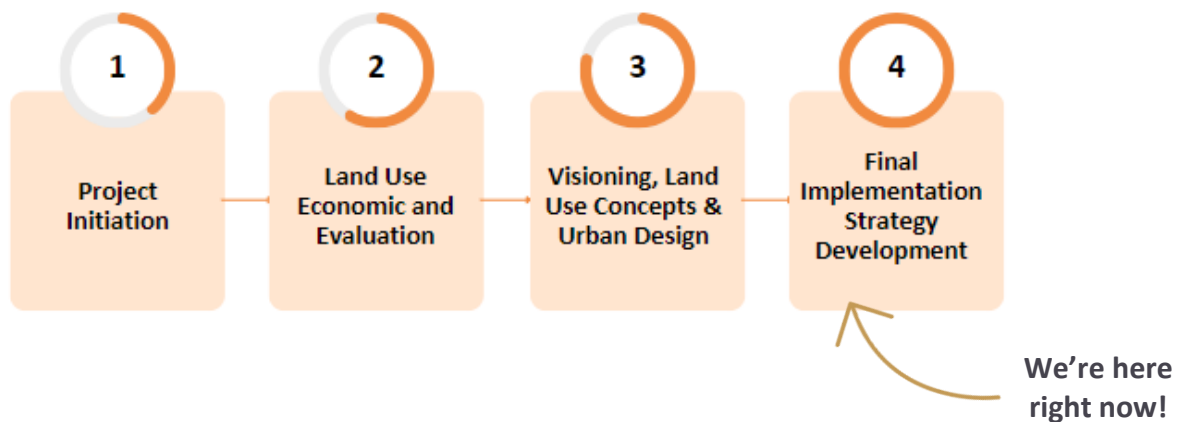 1
Project
Initiation
2
Land Use
Economic and
Evaluation
3
Visioning, Land
Use Concepts &
Urban Design
4
Final
Implementation
Strategy
Development
We’re here
right now!